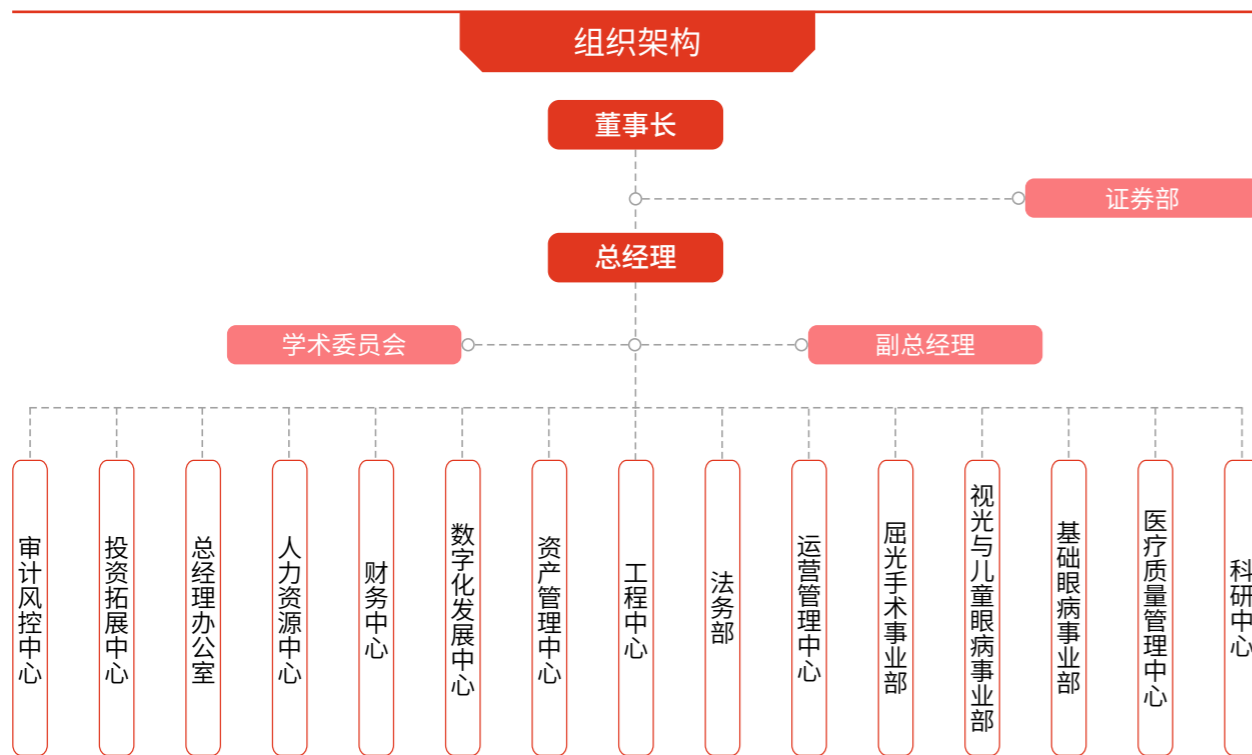 组织架构
董事长
证券部
总经理
学术委员会
副总经理
审计风控中心
投资拓展中心
总经理办公室
人力资源中心
财务中心
数字化发展中心
资产管理中心
工程中心
法务部
运营管理中心
屈光手术事业部
视光与儿童眼病事业部
基础眼病事业部
医疗质量管理中心
科研中心